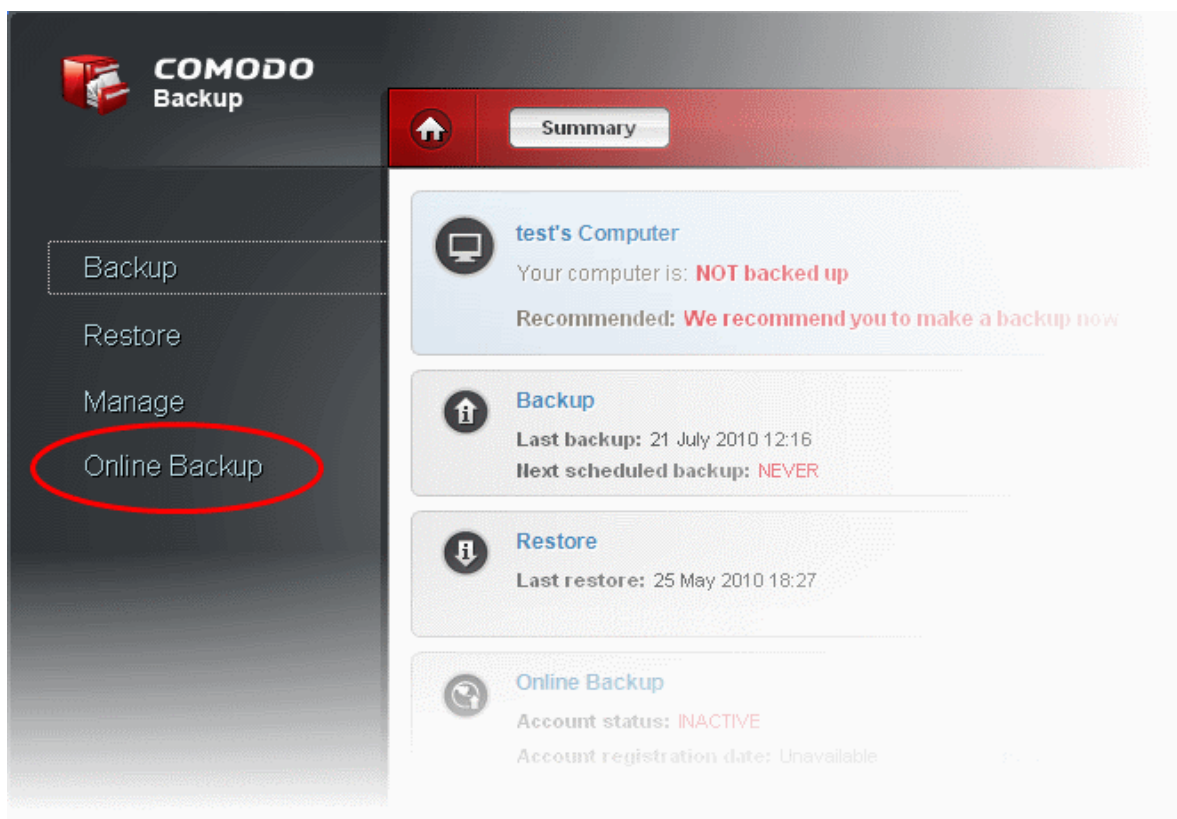 COMODO
Backup
Summary
Backup
Restore
Manage
Online Backup
test's Computer
Your computer is: NOT backed up
Recommended: We recommend you to make a backup now
Backup
Last backup: 21 July 2010 12:16
Next scheduled backup: NEVER
Restore
Last restore: 25 May 2010 18:27
Online Backup
Account status: INACTIVE
Account registration date: Unavailable